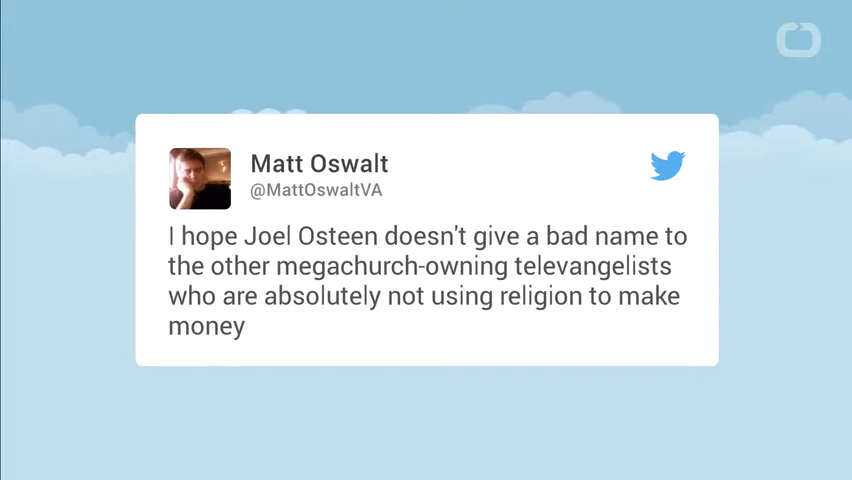 Matt Oswalt
@MattOswaltVA
I hope Joel Osteen doesn't give a bad name to
the other megachurch-owning televangelists
who are absolutely not using religion to make
money